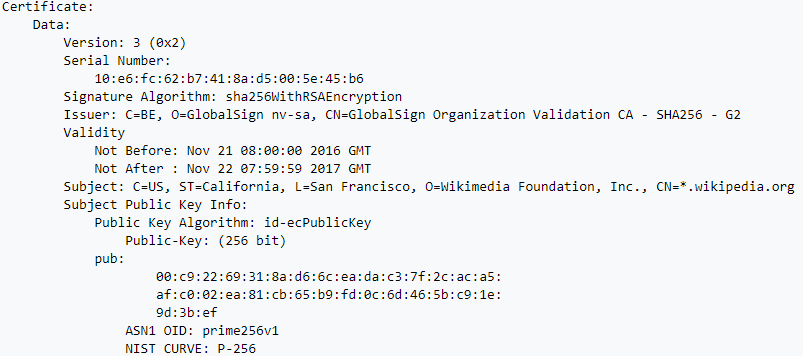 Certificate:
Data:
Version: 3 (0x2)
Serial Number:
10:e6:fc:62:b7:41:8a:d5:00:5e:45:b6
Signature Algorithm: sha256WithRSAEncryption
Issuer: C=BE, O=GlobalSign nv-sa, CN=GlobalSign Organization Validation CA - SHA256 - G2
Validity
Not Before: Nov 21 08:00:00 2016 GMT
Not After : Nov 22 07:59:59 2017 GMT
Subject: C=US, ST=California, L=San Francisco, O=Wikimedia Foundation, Inc., CN=*.wikipedia.org
Subject Public Key Info:
Public Key Algorithm: id-ecPublicKey
Public-Key: (256 bit)
pub:
00:c9:22:69:31:8a:d6:6c:ea:da:c3:7f:2c:ac:a5:
af:c0:02:ea:81:cb:65:b9:fd:0c:6d:46:5b:c9:1e:
9d:3b:ef
ASN1 OID: prime256v1
NIST CURVE: P-256